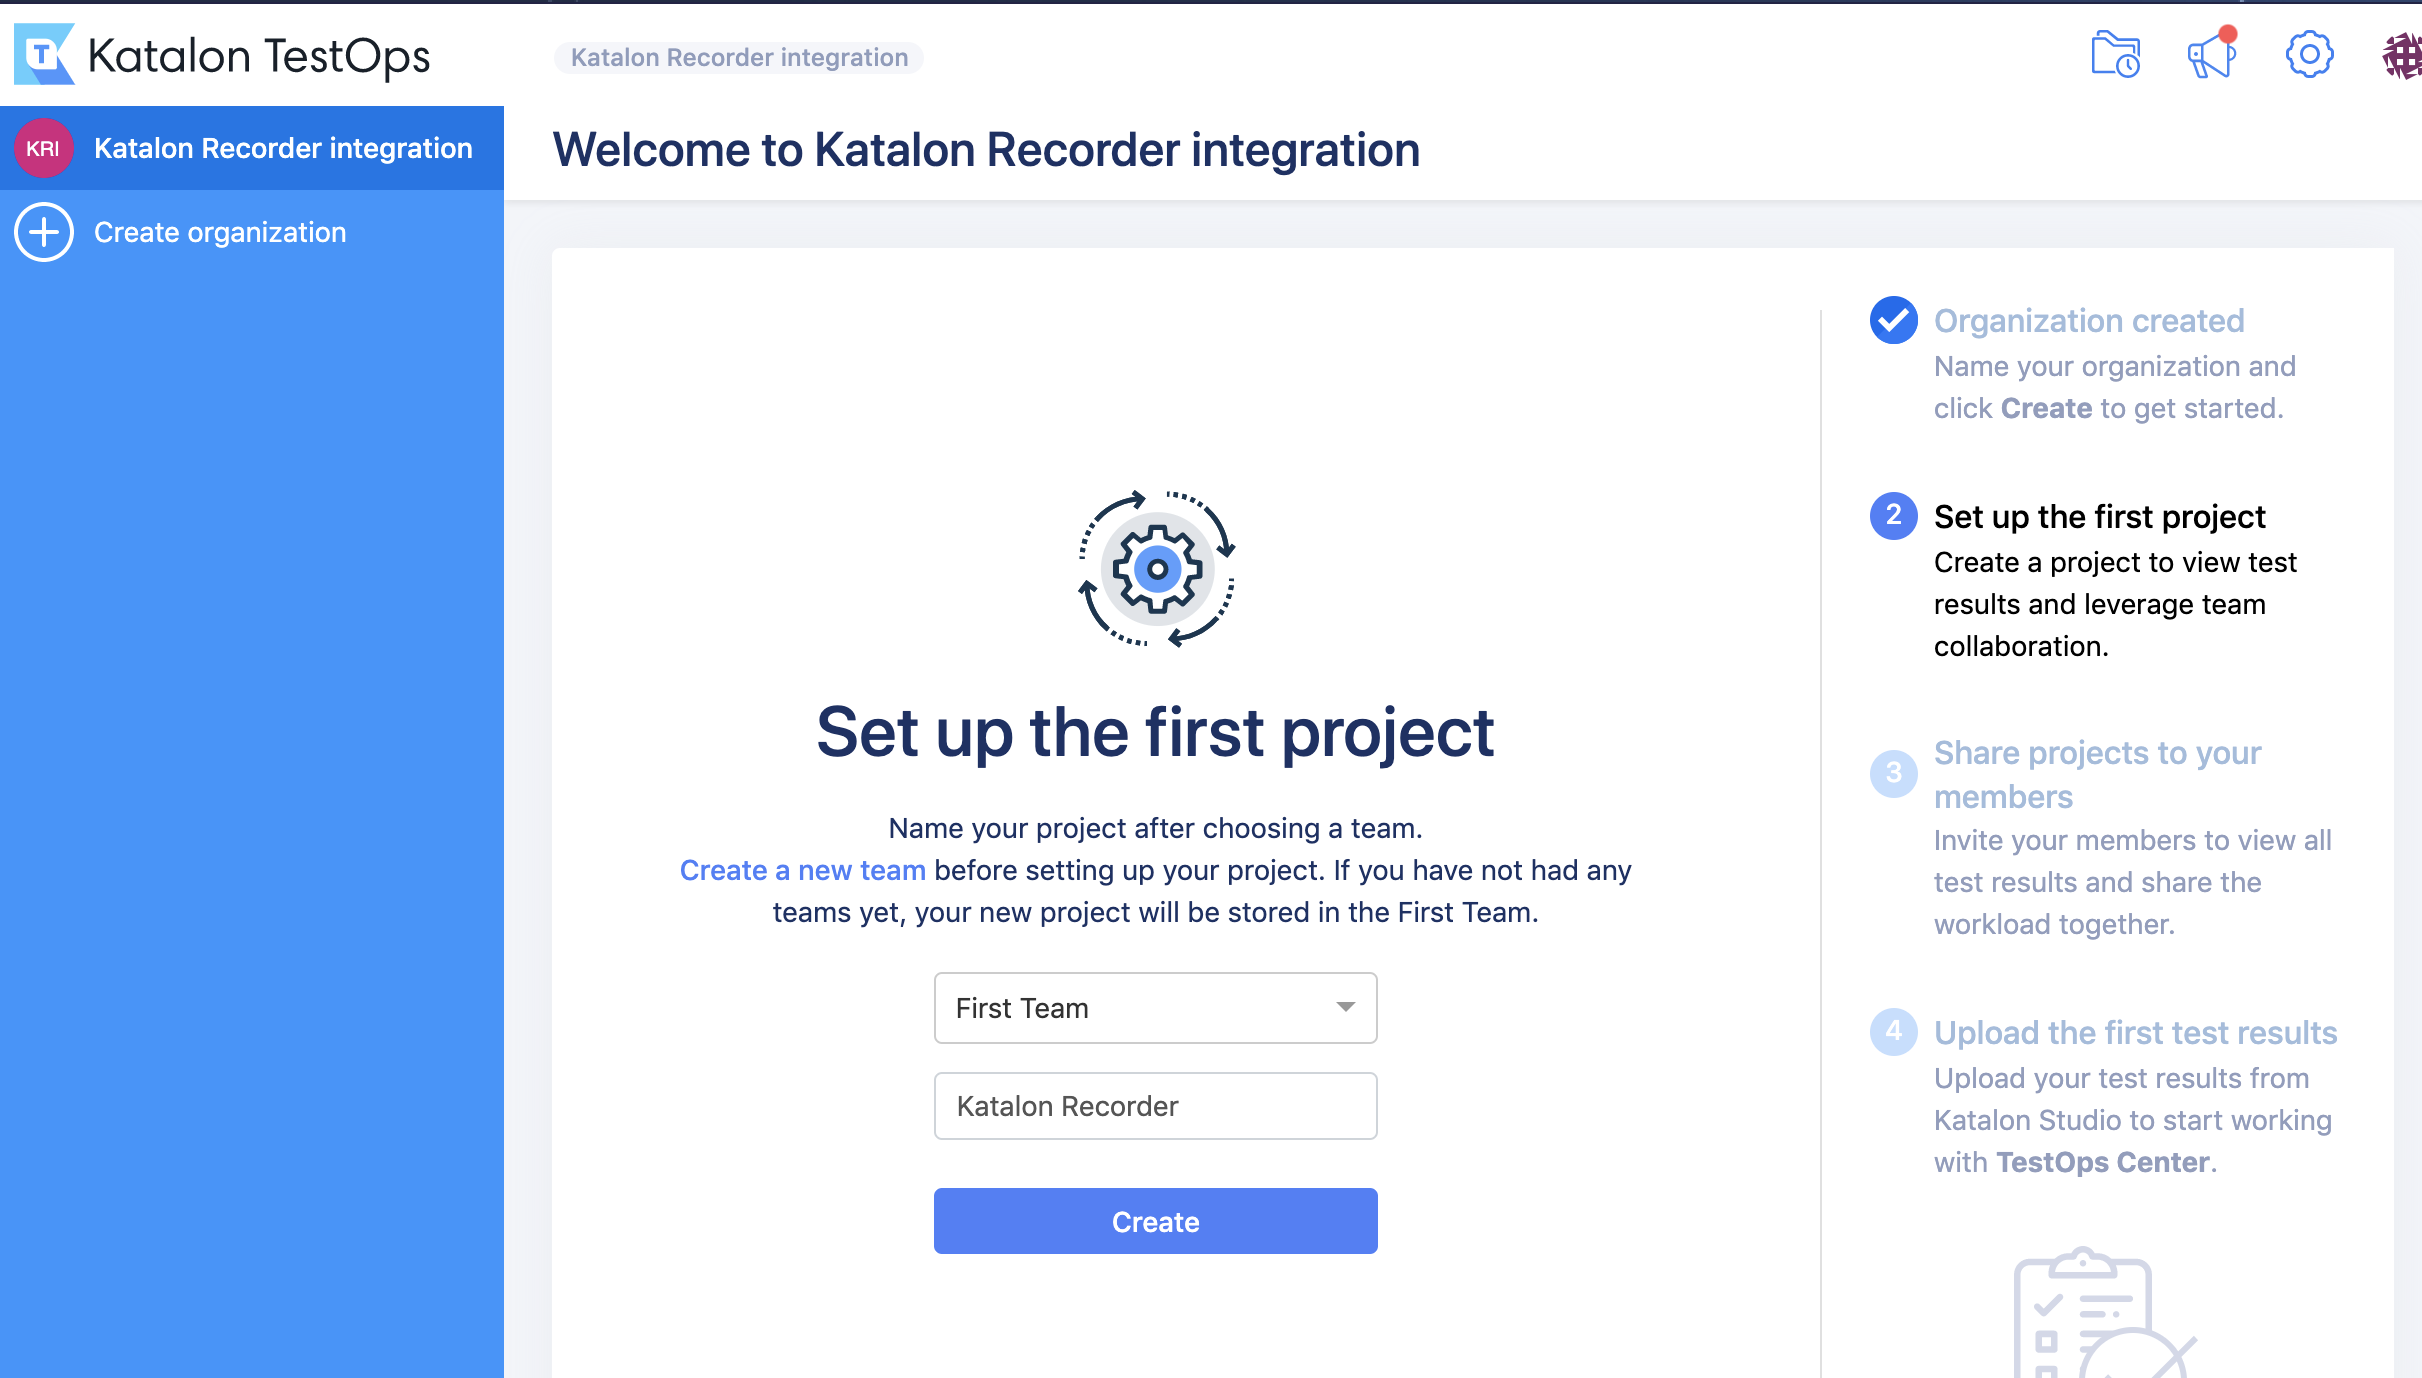 Katalon TestOps
Katalon Recorder integration
KRI Katalon Recorder integration
Create organization
Welcome to Katalon Recorder integration
Set up the first project
Name your project after choosing a team.
Create a new team before setting up your project. If you have not had any
teams yet, your new project will be stored in the First Team.
First Team
Katalon Recorder
Create
Organization created
Name your organization and
click Create to get started.
2 Set up the first project
Create a project to view test
results and leverage team
collaboration.
3 Share projects to your
members
Invite your members to view all
test results and share the
workload together.
4 Upload the first test results
Upload your test results from
Katalon Studio to start working
with TestOps Center.